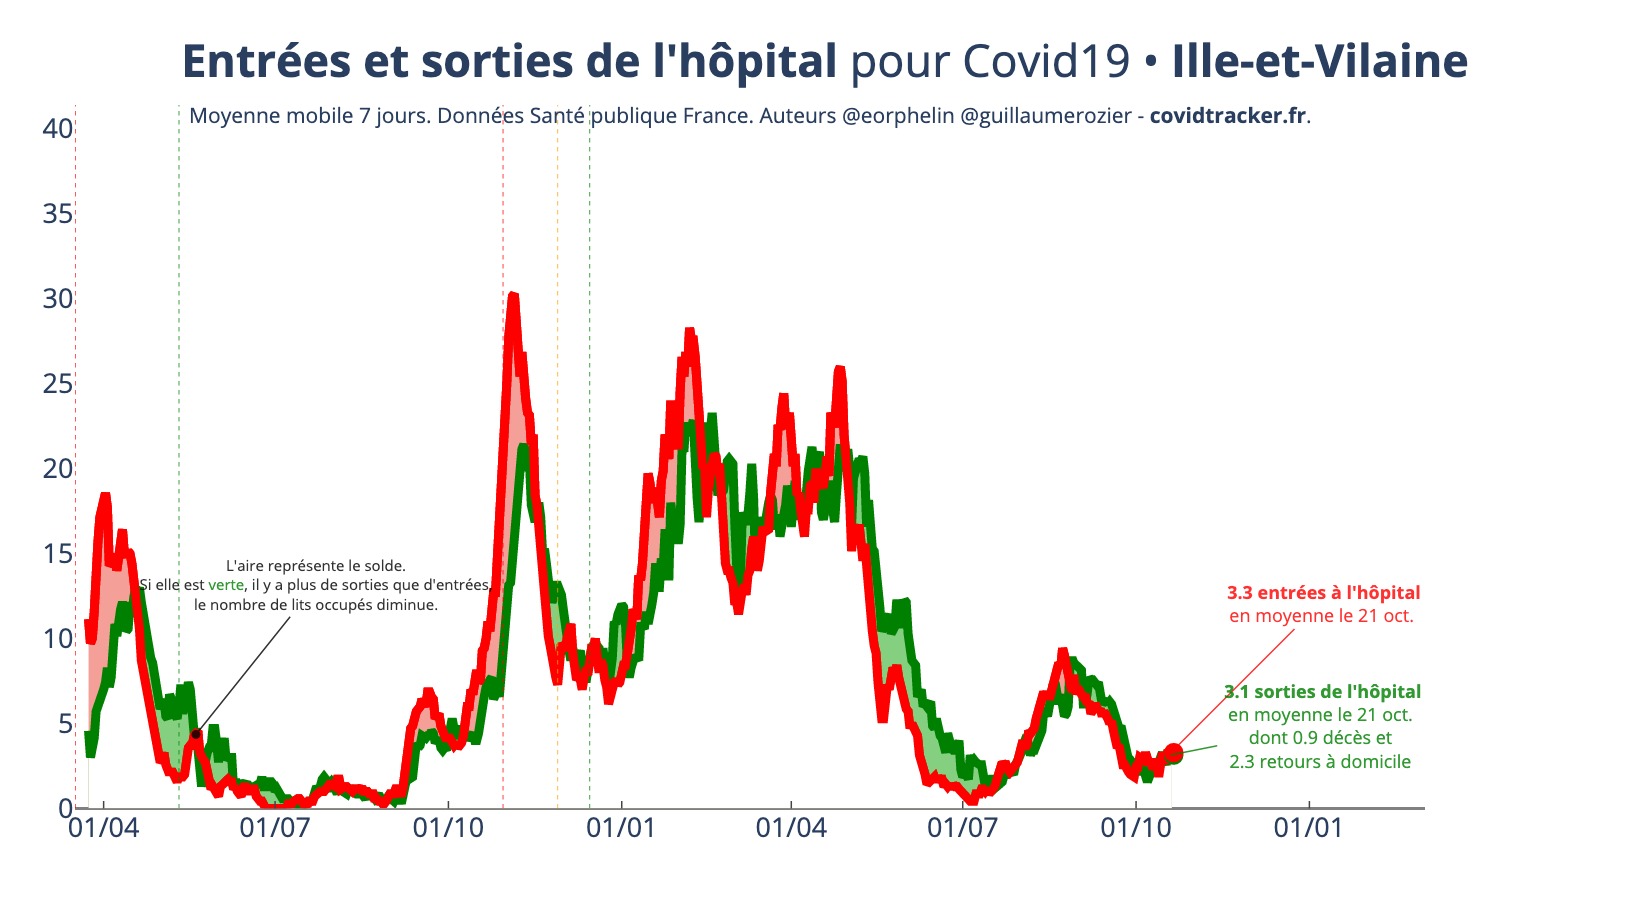 Entrées et sorties de l'hôpital pour Covid19 • Ille-et-Vilaine
Moyenne mobile 7 jours. Données Santé publique France. Auteurs @eorphelin @guillaumerozier - covidtracker.fr.
40
35
30
25
20
15
10
5
0
L'aire représente le solde.
Si elle est verte, il y a plus de sorties que d'entrées,
le nombre de lits occupés diminue.
3.3 entrées à l'hôpital
en moyenne le 21 oct.
3.1 sorties de l'hôpital
en moyenne le 21 oct.
dont 0.9 décès et
2.3 retours à domicile
01/04 01/07 01/10 01/01 01/04 01/07 01/10 01/01